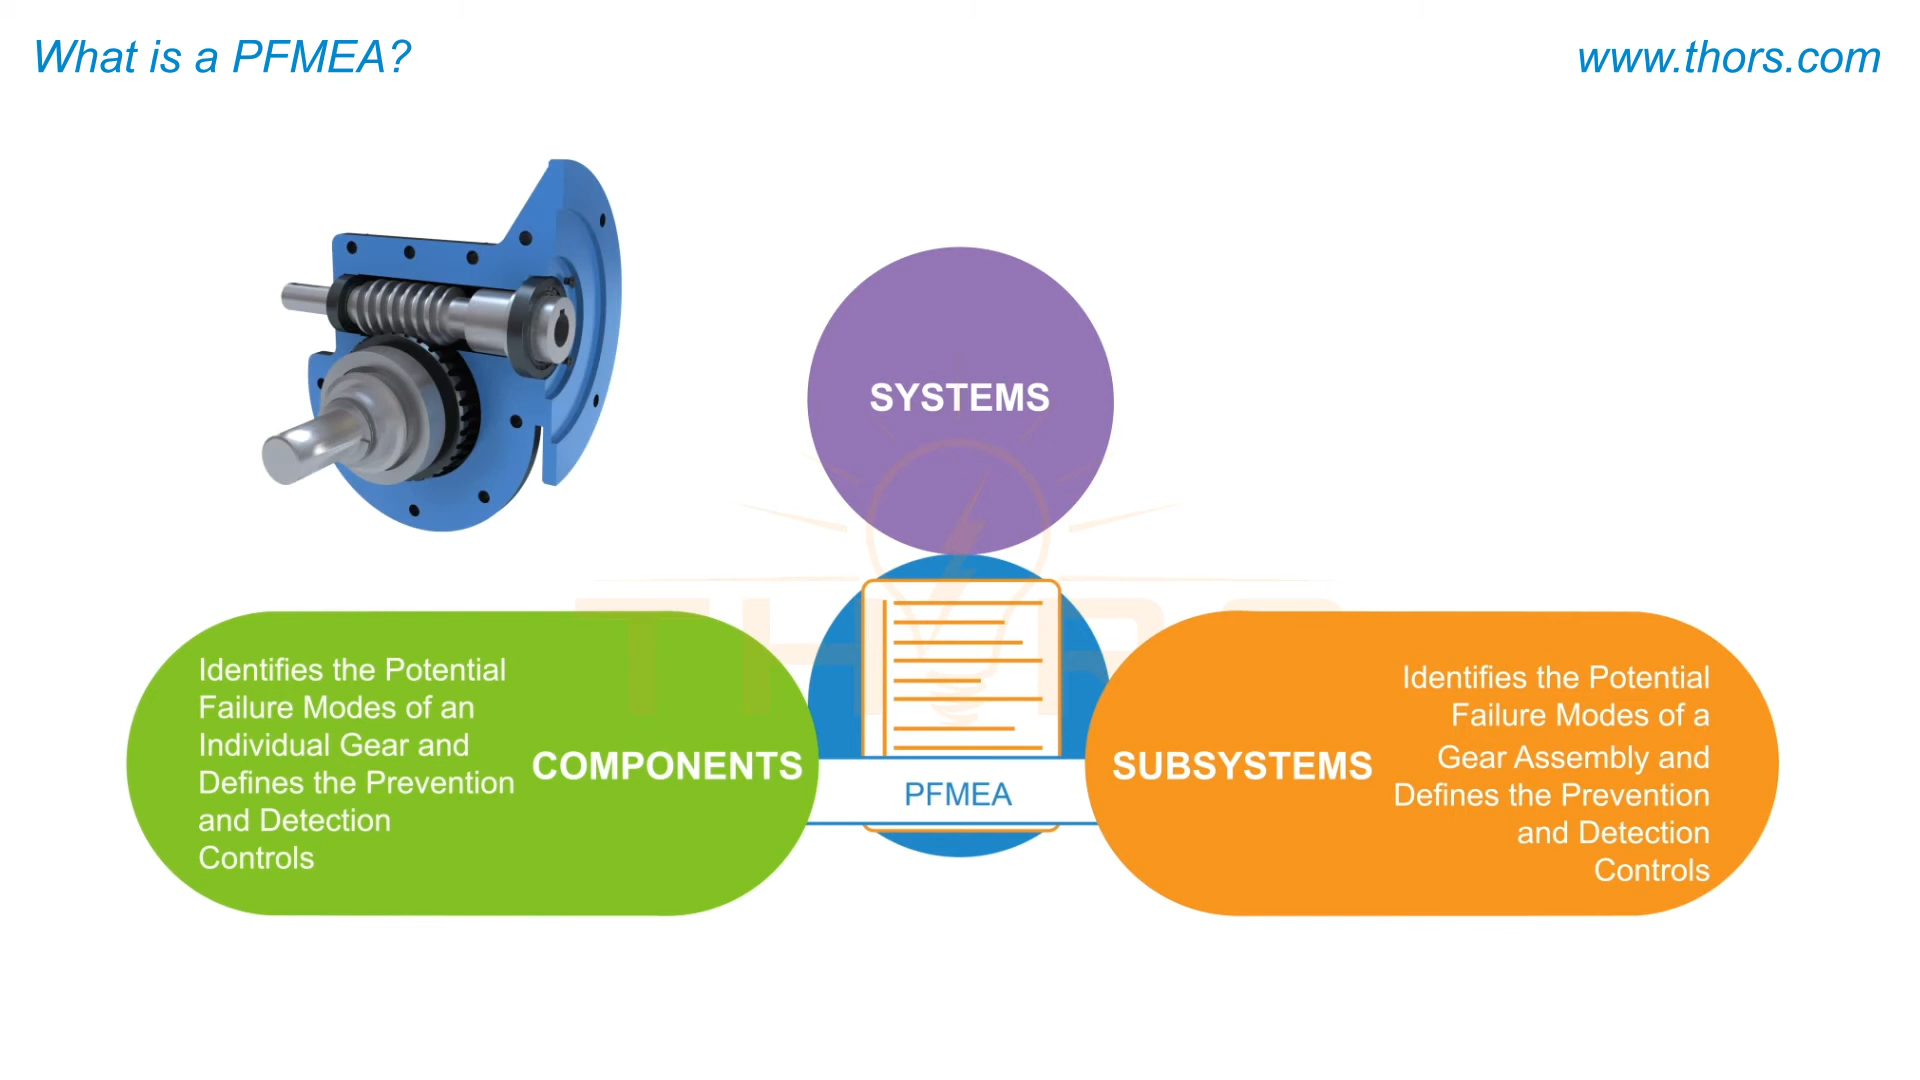 What is a PFMEA?
www.thors.com
SYSTEMS
Identifies the Potential
Failure Modes of an
Individual Gear and
Defines the Prevention
and Detection
Controls
COMPONENTS
PFMEA
SUBSYSTEMS
Identifies the Potential
Failure Modes of a
Gear Assembly and
Defines the Prevention
and Detection
Controls
THORS